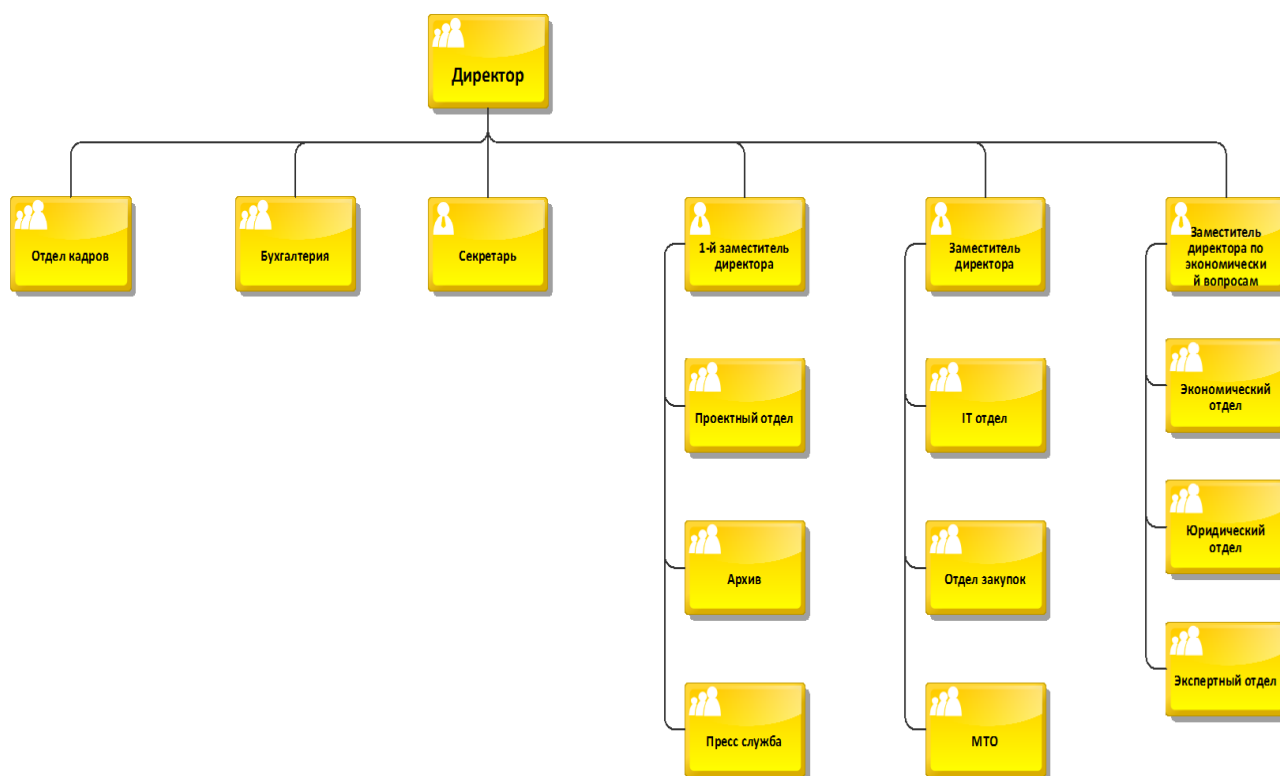 Директор
Отдел кадров
Бухгалтерия
Секретарь
1-й заместитель
директора
Заместитель
директора
Заместитель
директора по
экономически
й вопросам
Проектный отдел
IT отдел
Экономический
отдел
Архив
Отдел закупок
Юридический
отдел
Пресс служба
МТО
Экспертный отдел